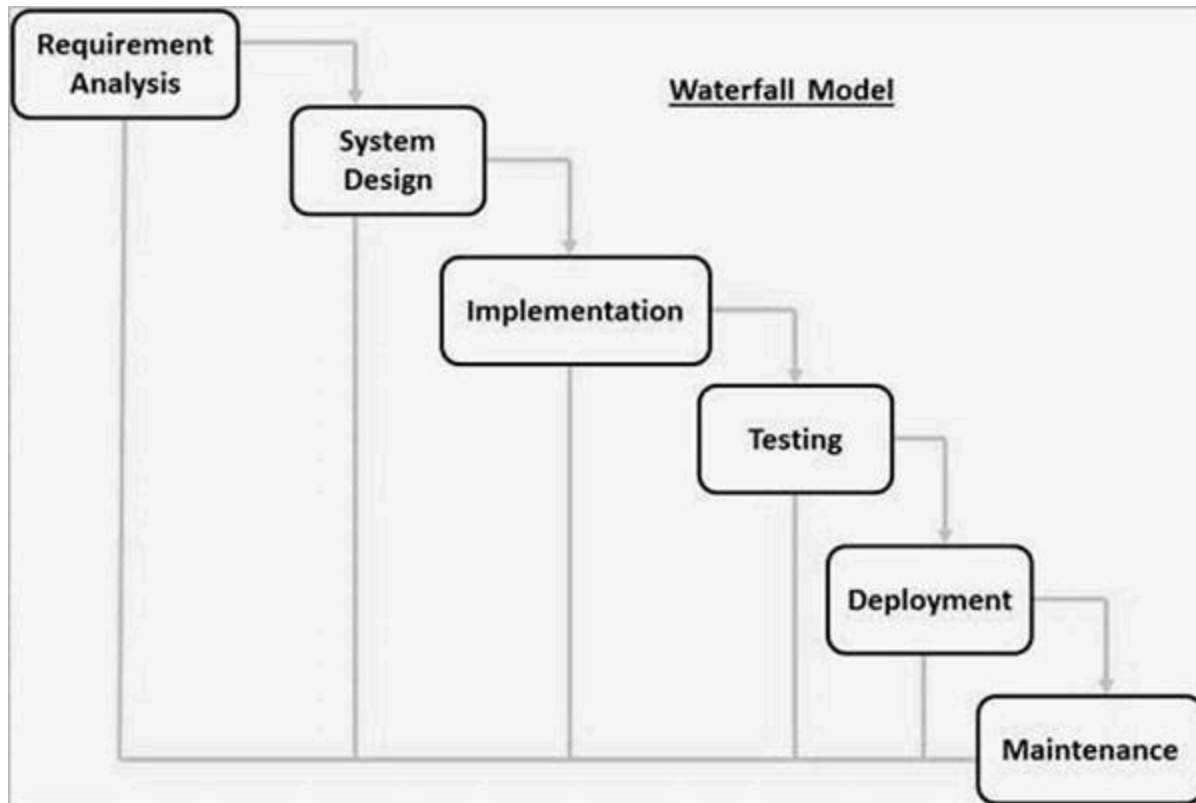 Requirement
Analysis
Waterfall Model
System
Design
Implementation
Testing
Deployment
Maintenance